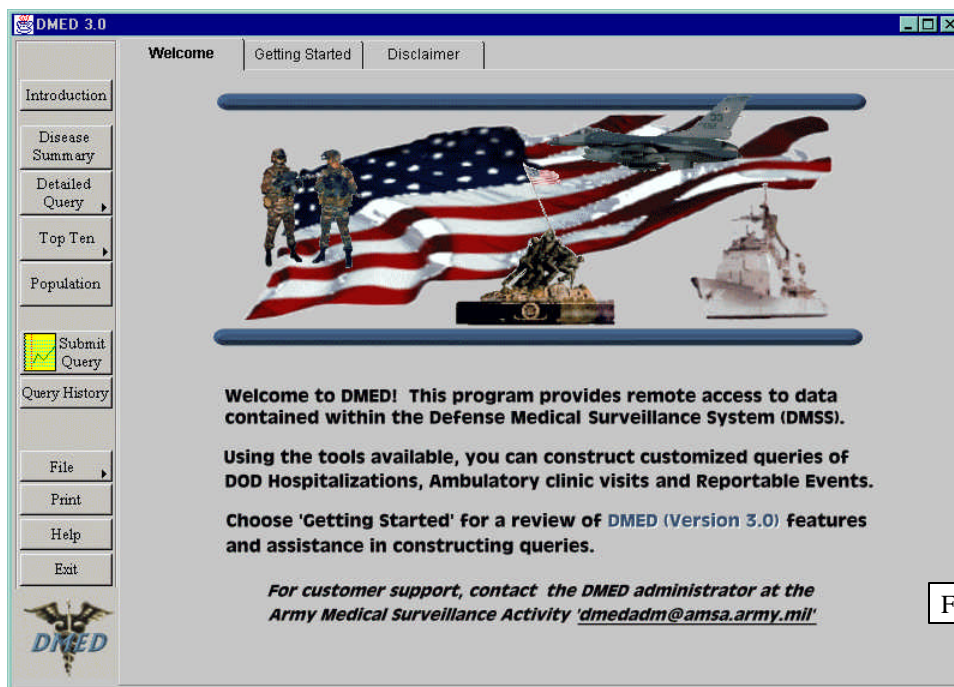 DMED 3.0
Welcome
Getting Started
Disclaimer
Introduction
Disease
Summary
Detailed
Query
Top Ten
Population
Submit
Query
Query History
File
Print
Help
Exit
DMED
Welcome to DMED! This program provides remote access to data
contained within the Defense Medical Surveillance System (DMSS).
Using the tools available, you can construct customized queries of
DOD Hospitalizations, Ambulatory clinic visits and Reportable Events.
Choose 'Getting Started' for a review of DMED (Version 3.0) features
and assistance in constructing queries.
For customer support, contact the DMED administrator at the
Army Medical Surveillance Activity 'dmedadm@amsa.army.mil'
F